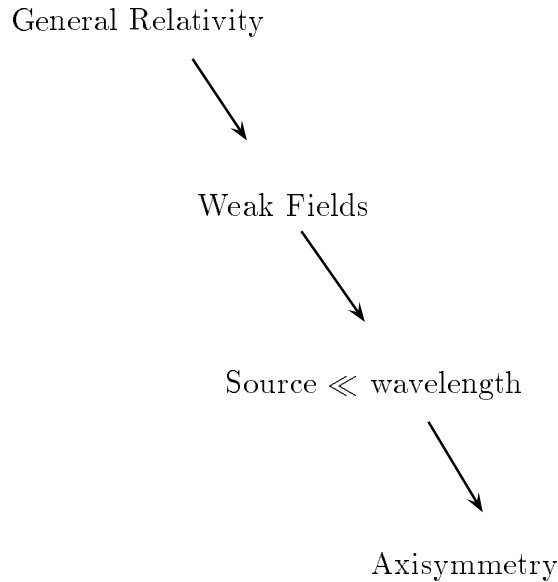 General Relativity
Weak Fields
Source ≪ wavelength
Axisymmetry